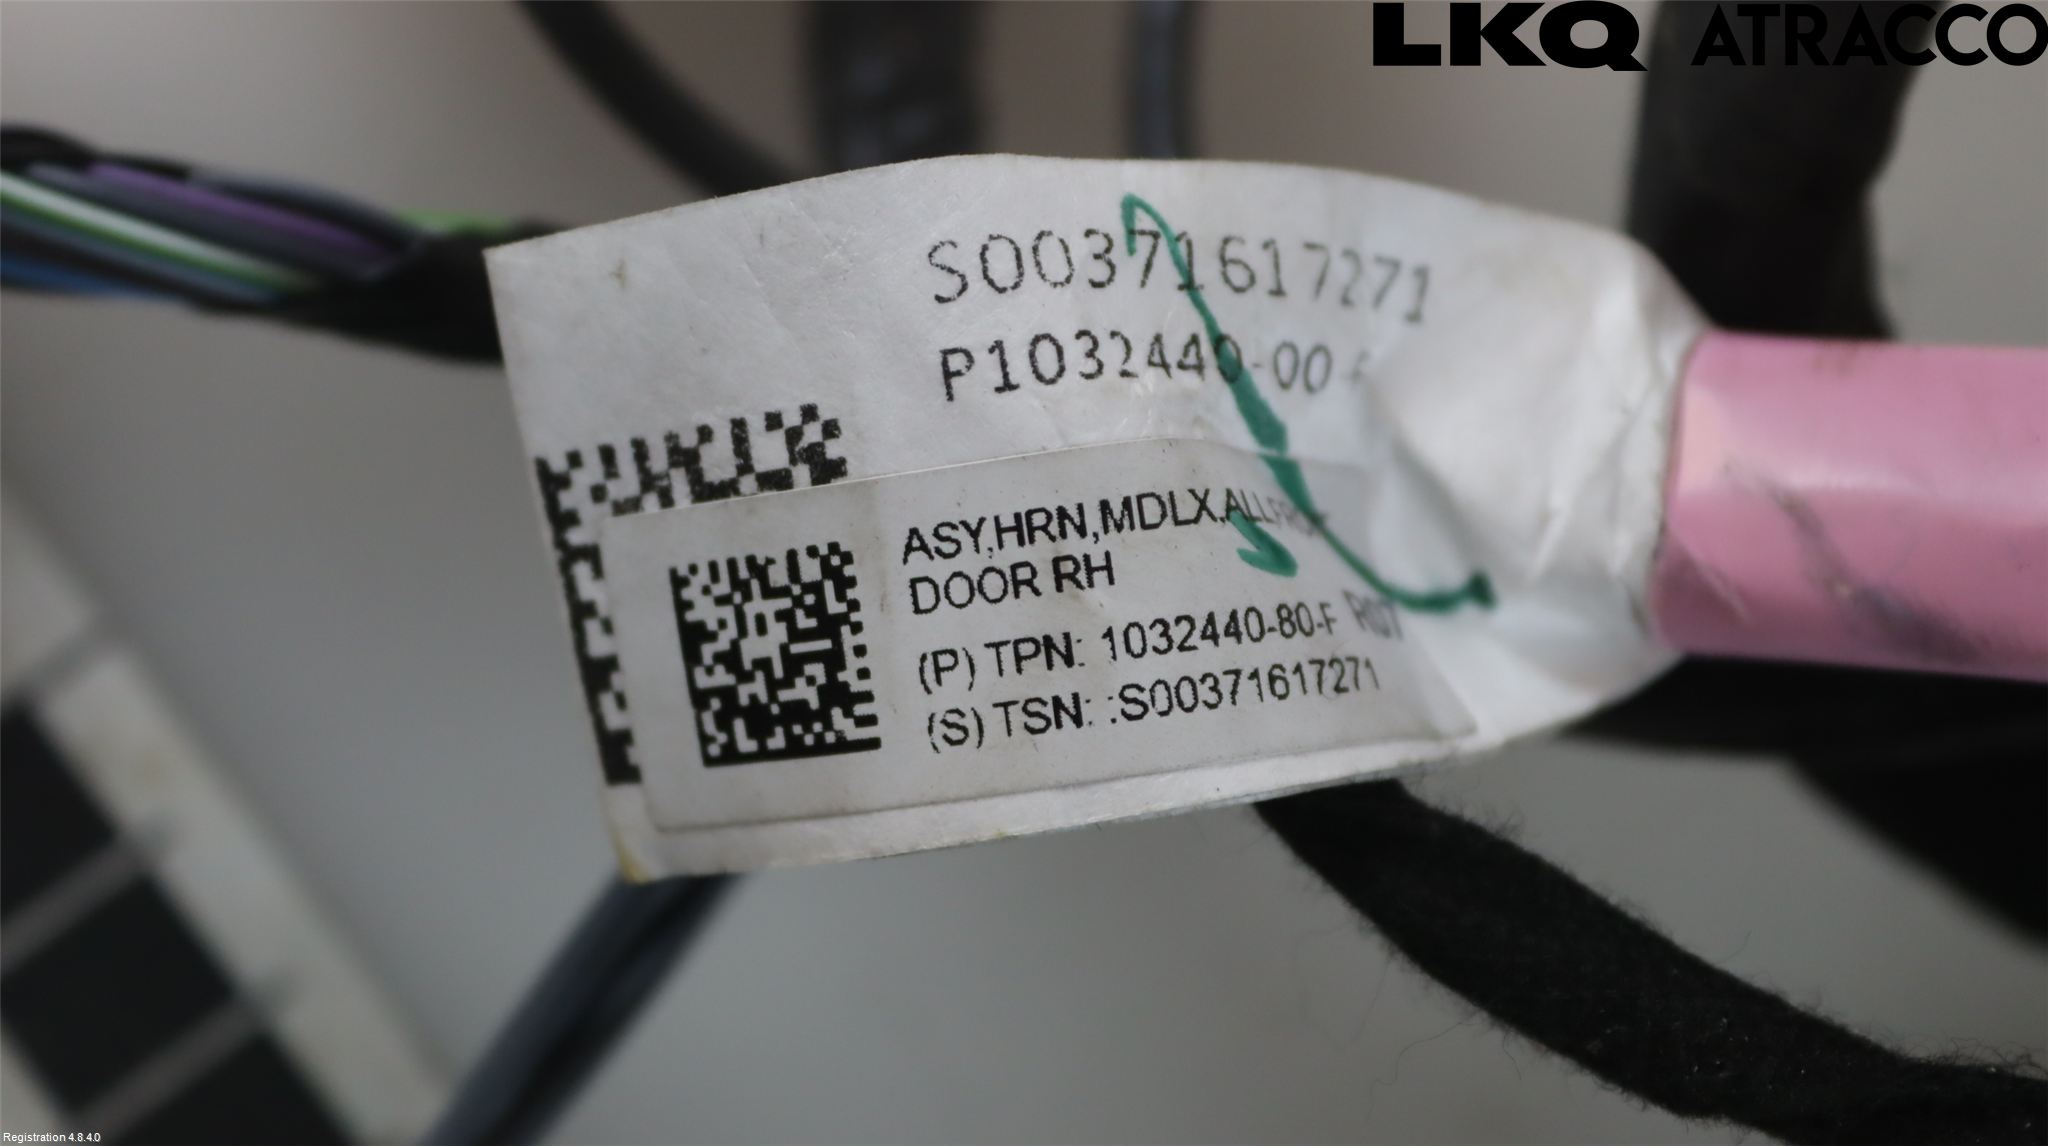 LKQ ATRACCO
S00371617271
P1032440-00
ASY,HRN,MDLX,ALL
DOOR RH
(P) TPN: 1032440-80-F R07
(S) TSN: :S00371617271
Registration 4.8.4.0